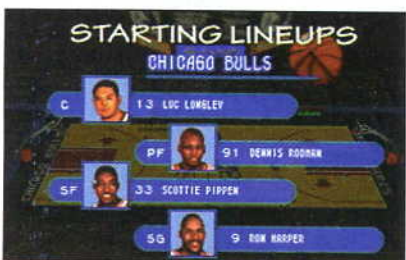 STARTING LINEUPS
CHICAGO BULLS
C 13 LUC LONGLEY
PF 91 DENNIS RODMAN
SF 33 SCOTTIE PIPPEN
SG 9 RON HARPER